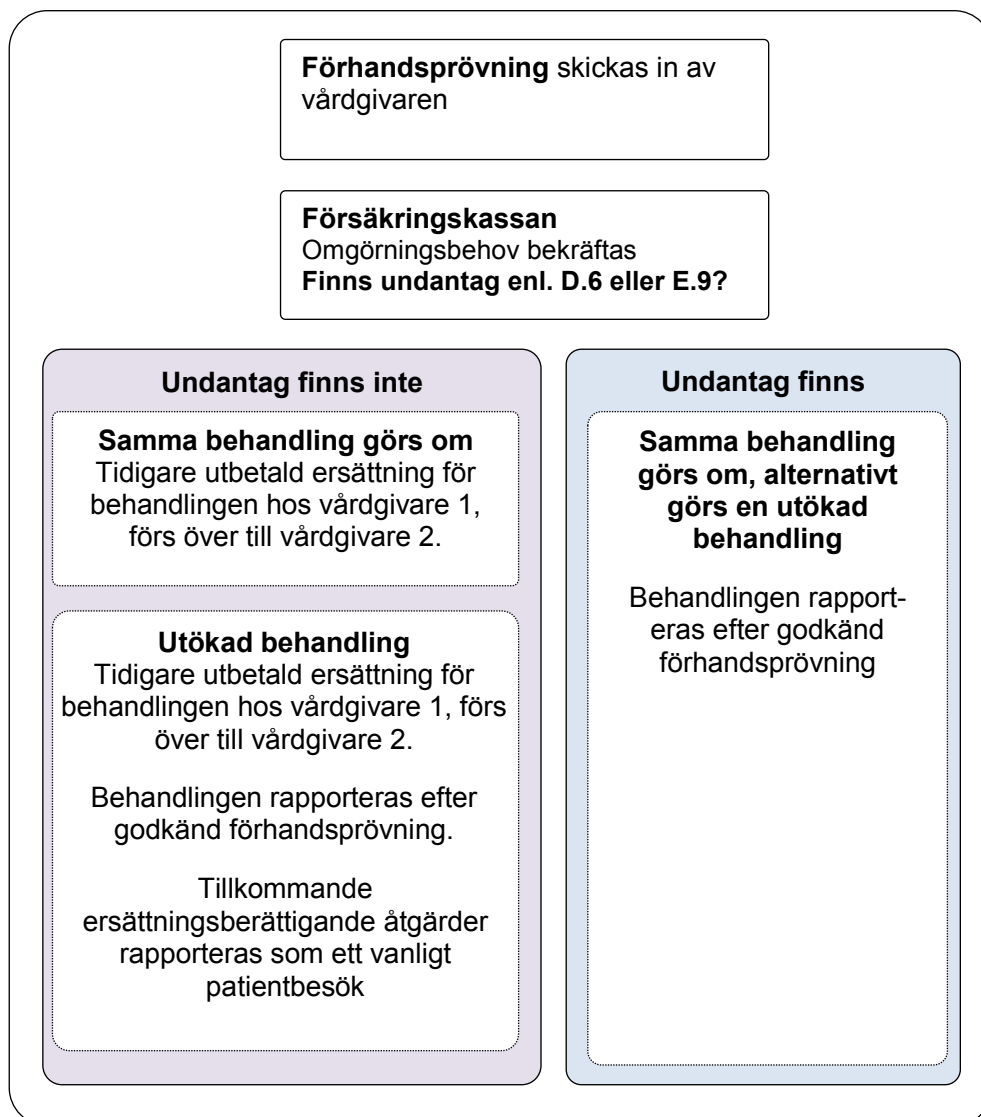 Förhandsprövning skickas in av
vårdgivaren
Försäkringskassan
Omgörningsbehov bekräftas
Finns undantag enl. D.6 eller E.9?
Undantag finns inte
Samma behandling görs om
Tidigare utbetald ersättning för
behandlingen hos vårdgivare 1,
förs över till vårdgivare 2.
Utökad behandling
Tidigare utbetald ersättning för
behandlingen hos vårdgivare 1, förs
över till vårdgivare 2.
Behandlingen rapporteras efter
godkänd förhandsprövning.
Tillkommande
ersättningsberättigande åtgärder
rapporteras som ett vanligt
patientbesök
Undantag finns
Samma behandling
görs om, alternativt
görs en utökad
behandling
Behandlingen rapport-
eras efter godkänd
förhandsprövning